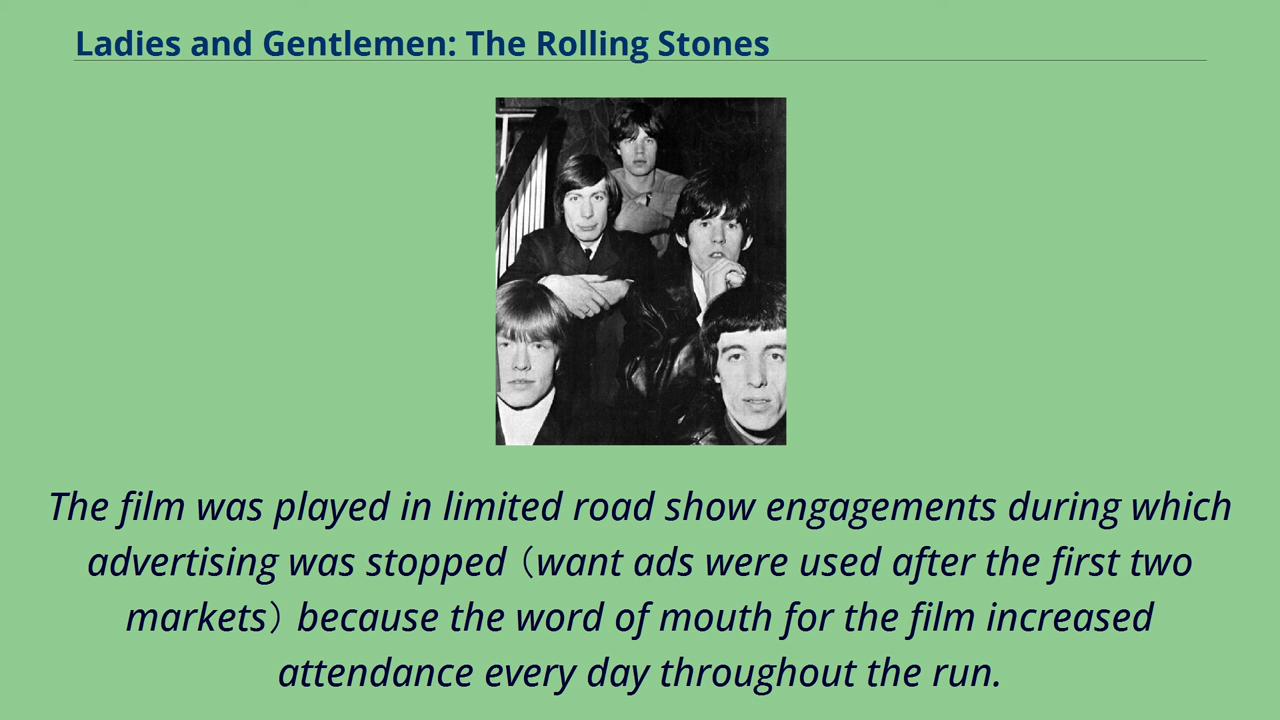 Ladies and Gentlemen: The Rolling Stones
The film was played in limited road show engagements during which
advertising was stopped（want ads were used after the first two
markets）because the word of mouth for the film increased
attendance every day throughout the run.